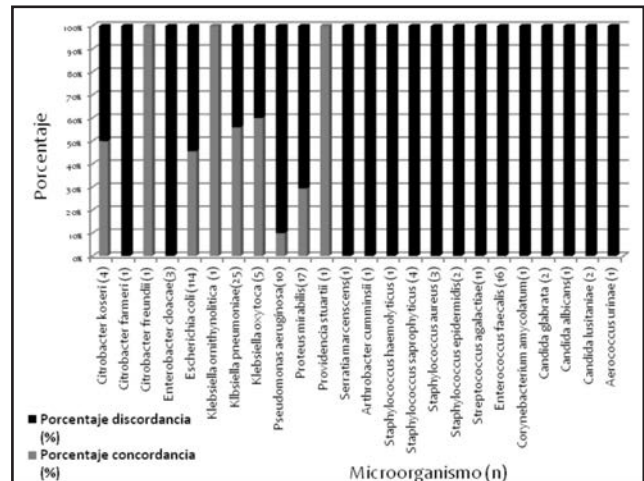 Porcentaje
100%
90%
80%
70%
60%
50%
40%
30%
20%
10%
0%
Citrobacter koseri (4)
Citrobacter farmeri (1)
Citrobacter freundii (1)
Enterobacter cloacae(3)
Escherichia coli (114)
Klebsiella ornithynolitica (1)
Klbsiella pneumoniae(25)
Klebsiella oxytoca (5)
Pseudomonas aeruginosa(10)
Proteus mirabilis(17)
Providencia stuartii (1)
Serratia marcenscens(1)
Arthrobacter cumminsii (1)
Staphylococcus haemolyticus (1)
Staphylococcus saprophyticus (4)
Staphylococcus aureus (3)
Staphylococcus epidermidis(2)
Streptococcus agalactiae(11)
Enterococcus faecalis (16)
Corynebacterium amycolatum(1)
Candida glabrata (2)
Candida albicans(1)
Candida lusitaniae (2)
Aerococcus urinae (1)
Porcentaje discordancia
(%)
Porcentaje concordancia
(%)
Microorganismo (n)